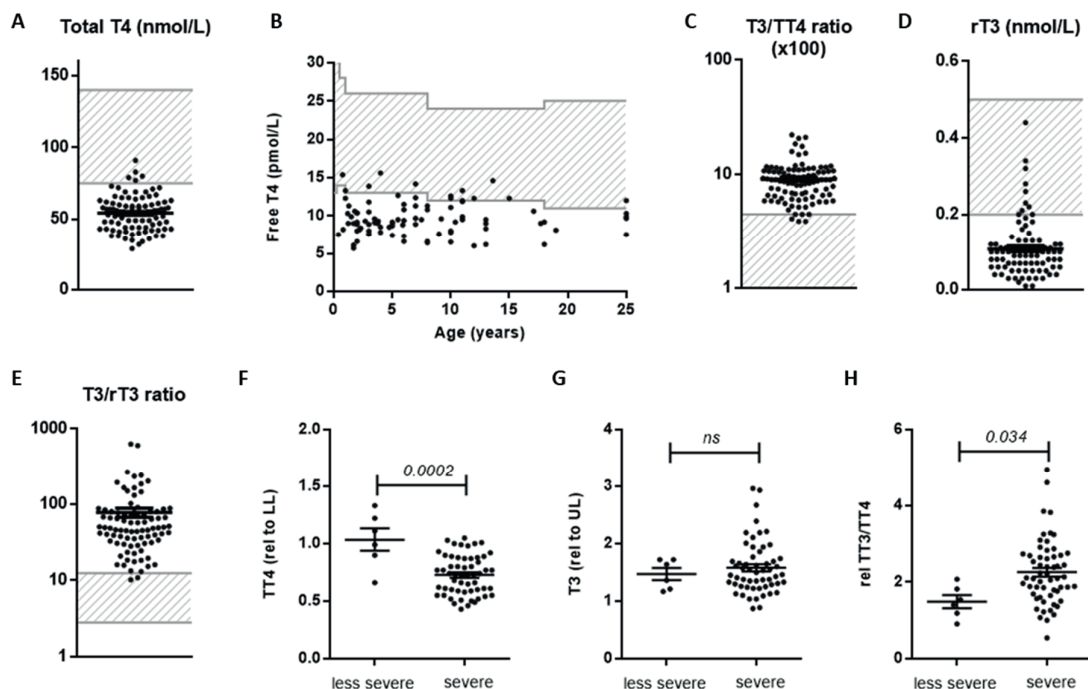 A
Total T4 (nmol/L)
150
100
50
0
B
Free T4 (pmol/L)
30
25
20
15
10
5
0
0 5 10 15 20 25
Age (years)
C
T3/TT4 ratio
(x100)
100
10
1
D
rT3 (nmol/L)
0.6
0.4
0.2
0.0
E
T3/rT3 ratio
1000
100
10
1
F
TT4 (rel to LL)
2.0
1.5
1.0
0.5
0.0
0.0002
less severe severe
G
T3 (rel to UL)
4
3
2
1
0
ns
less severe severe
H
rel TT3/TT4
6
4
2
0
0.034
less severe severe